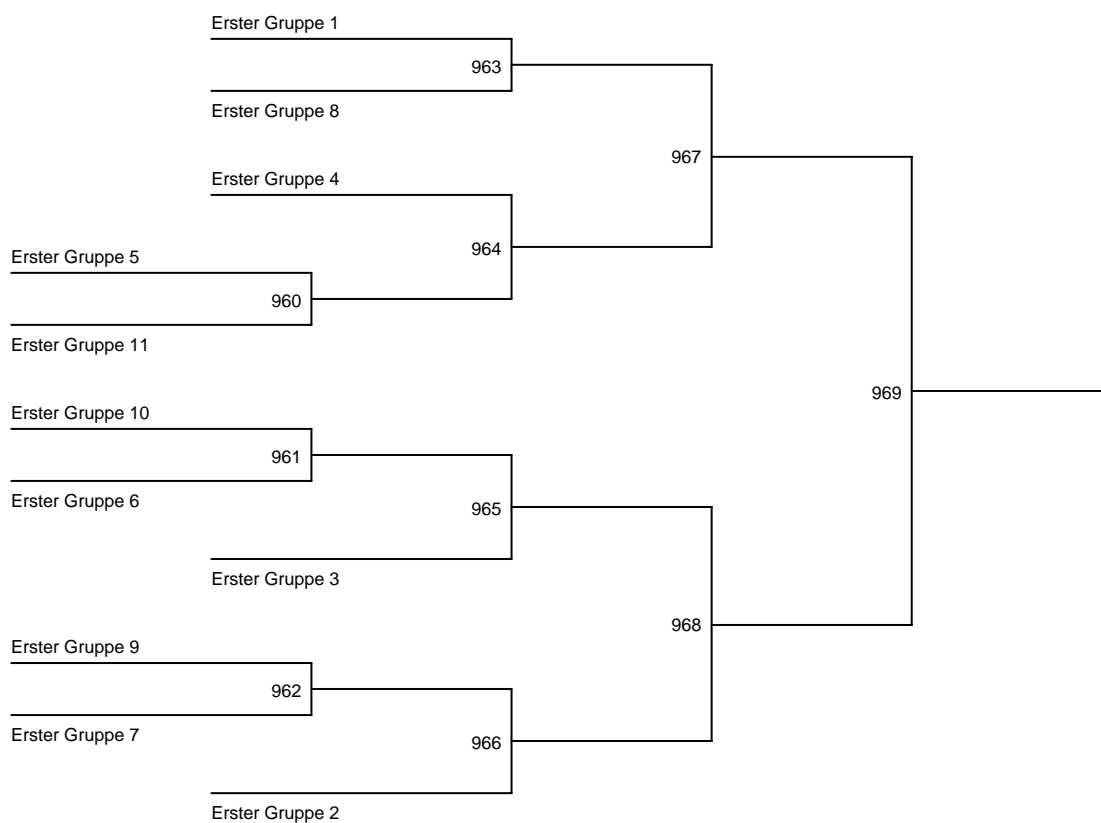 Erster Gruppe 1
963
Erster Gruppe 8
967
Erster Gruppe 4
964
Erster Gruppe 5
960
Erster Gruppe 11
969
Erster Gruppe 10
961
Erster Gruppe 6
965
Erster Gruppe 3
968
Erster Gruppe 9
962
Erster Gruppe 7
966
Erster Gruppe 2